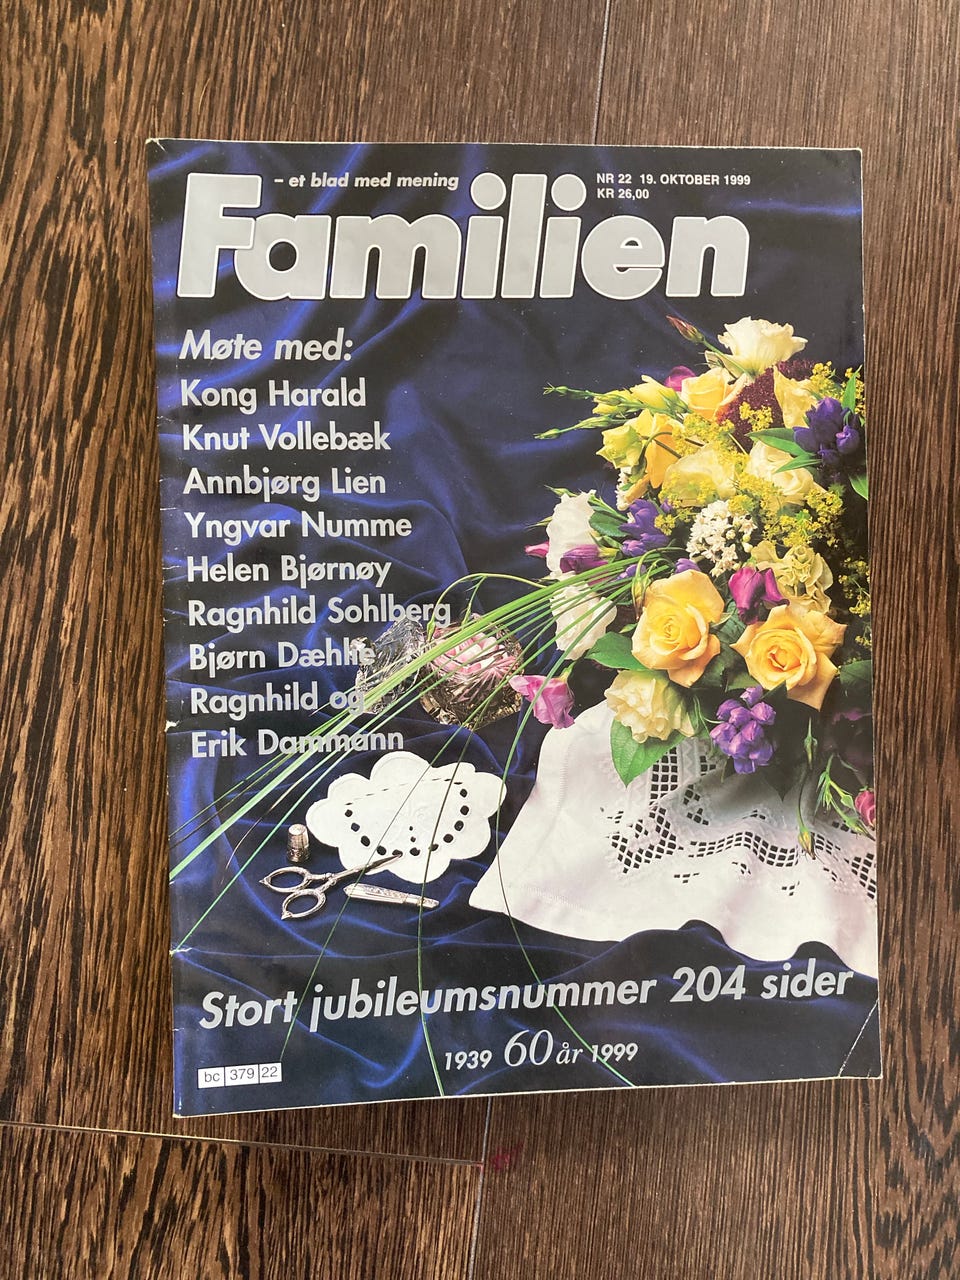 – et blad med mening
NR 22 19. OKTOBER 1999
KR 26,00
Familien
Møte med:
Kong Harald
Knut Vollebæk
Annbjørg Lien
Yngvar Numme
Helen Bjørnøy
Ragnhild Sohlberg
Bjørn Dæhlie
Ragnhild og
Erik Dammann
Stort jubileumsnummer 204 sider
1939 60 år 1999
bc 379 22